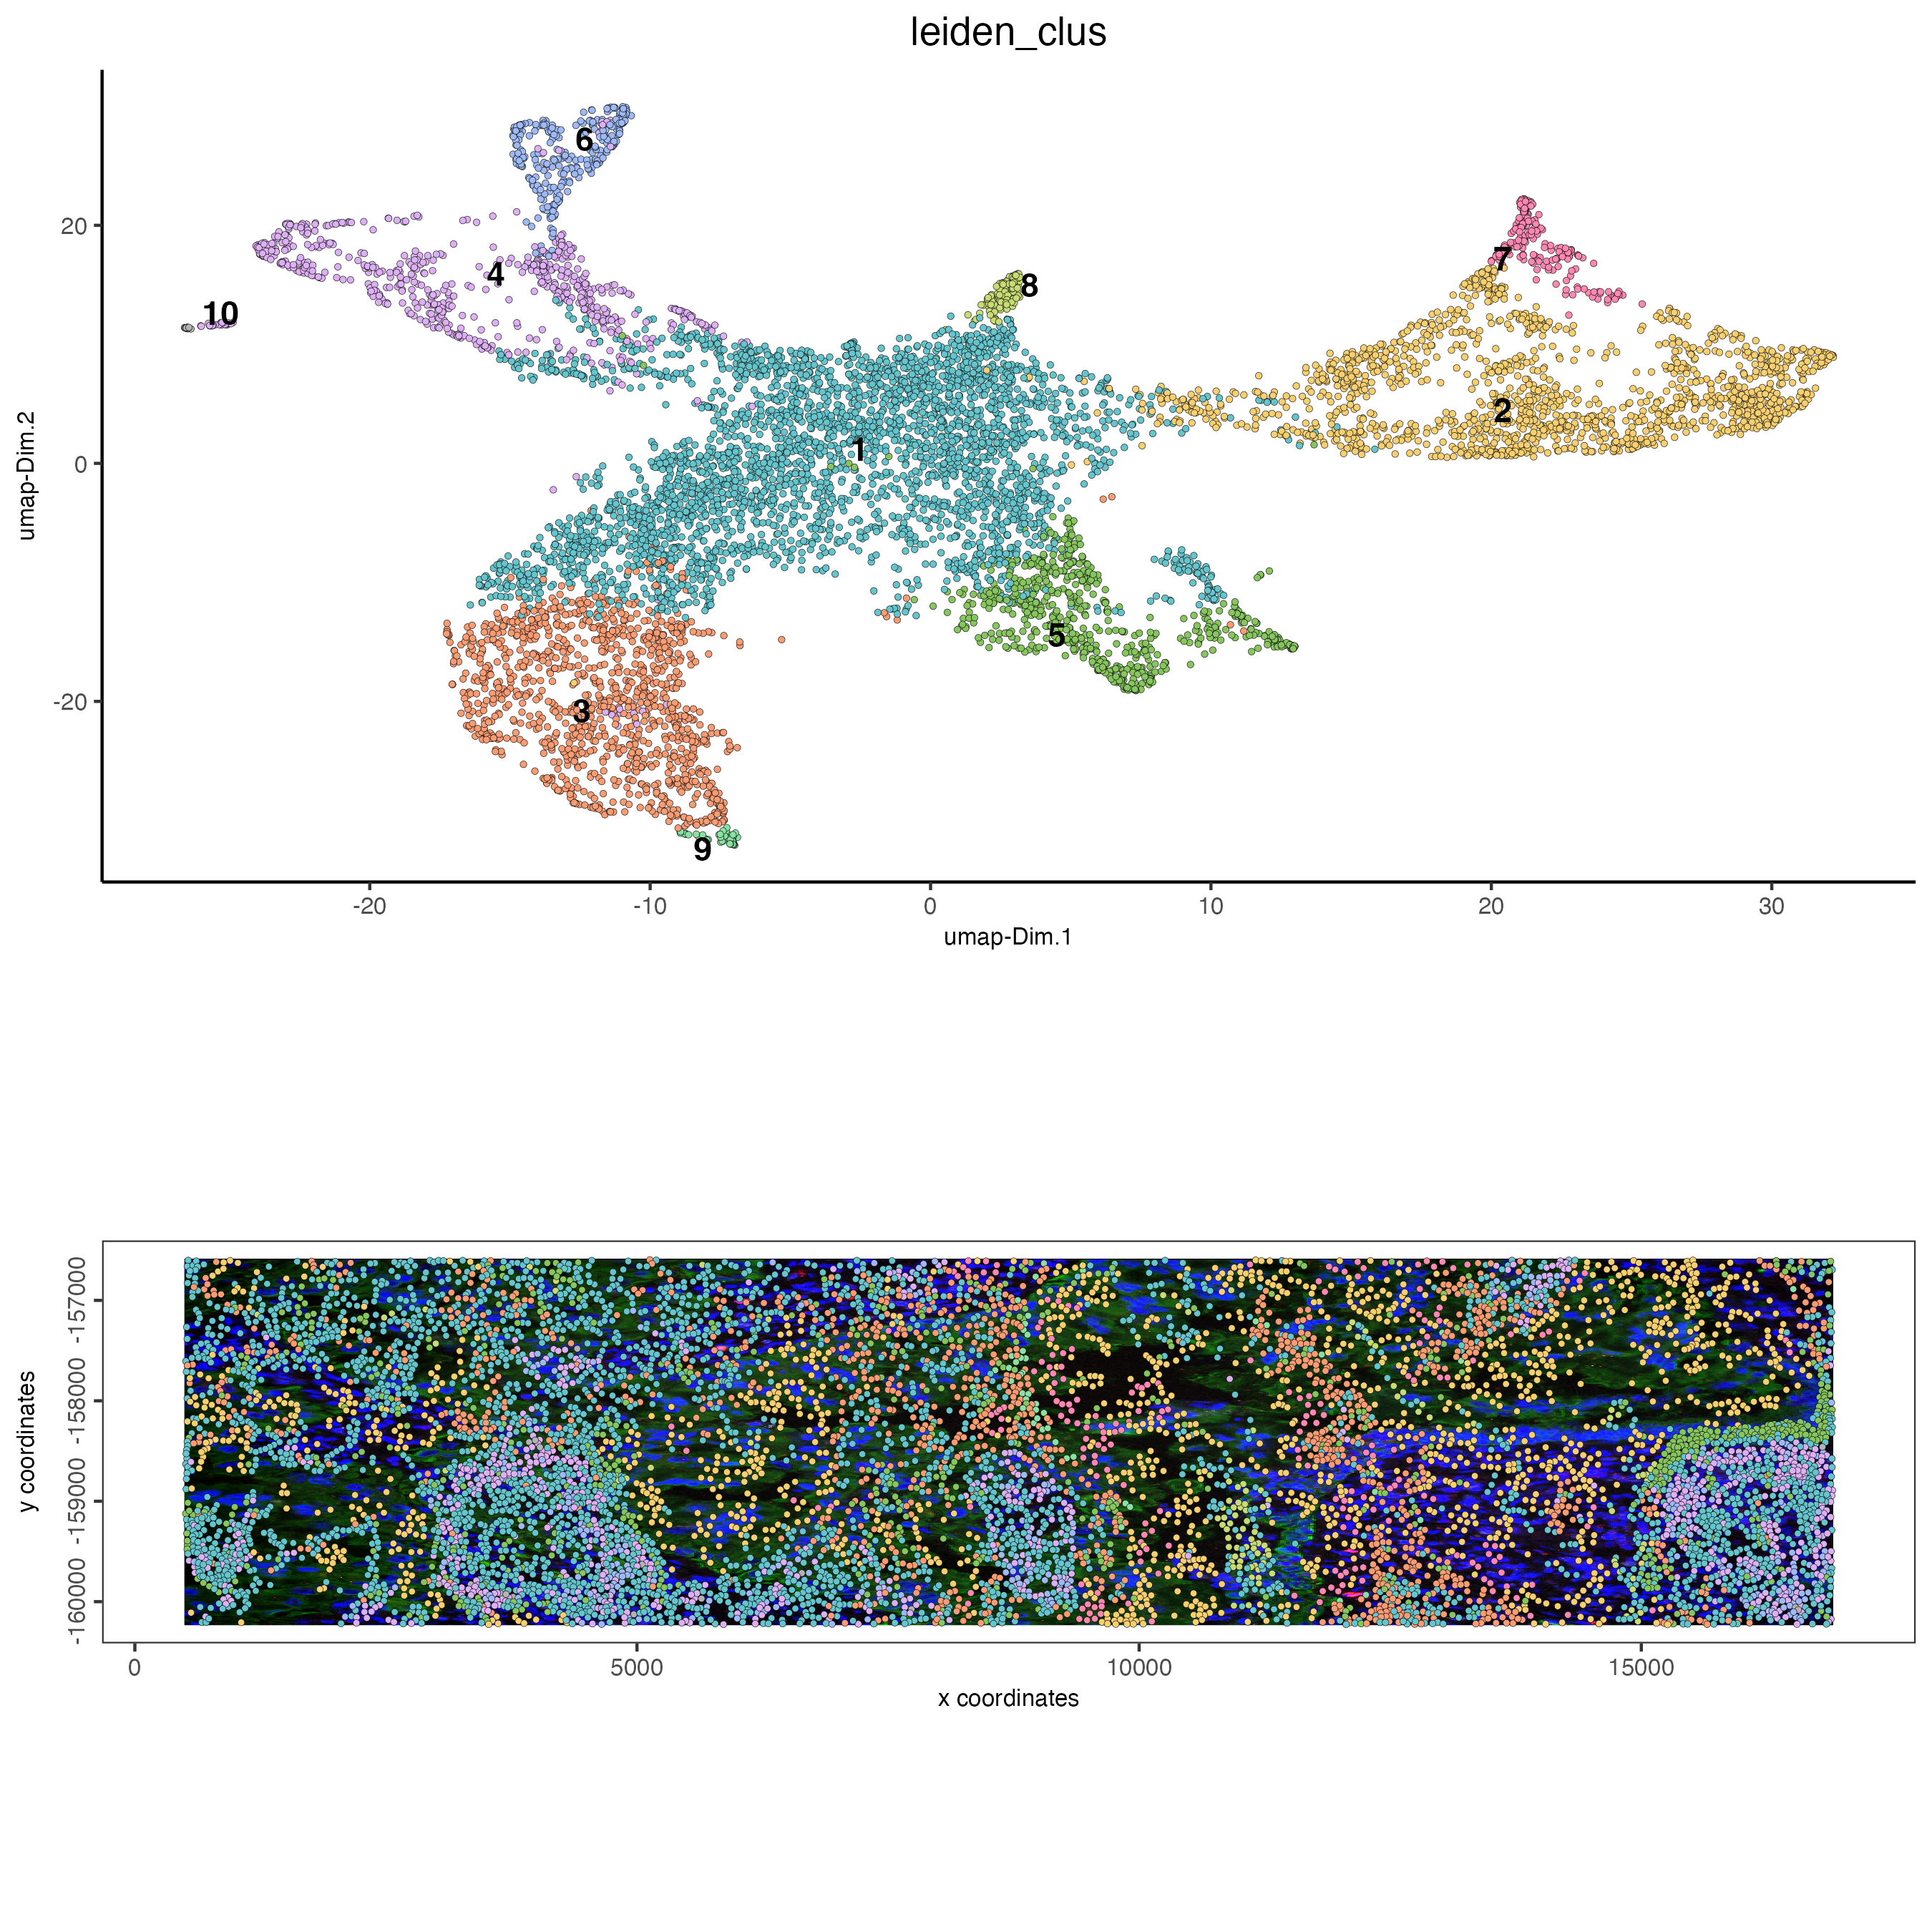 leiden_clus
6
20
7
4
8
10
2
umap-Dim.2
1
0
5
-20
3
9
-20 -10 0 10 20 30
umap-Dim.1
-157000
-158000
y coordinates
-159000
-160000
0 5000 10000 15000
x coordinates